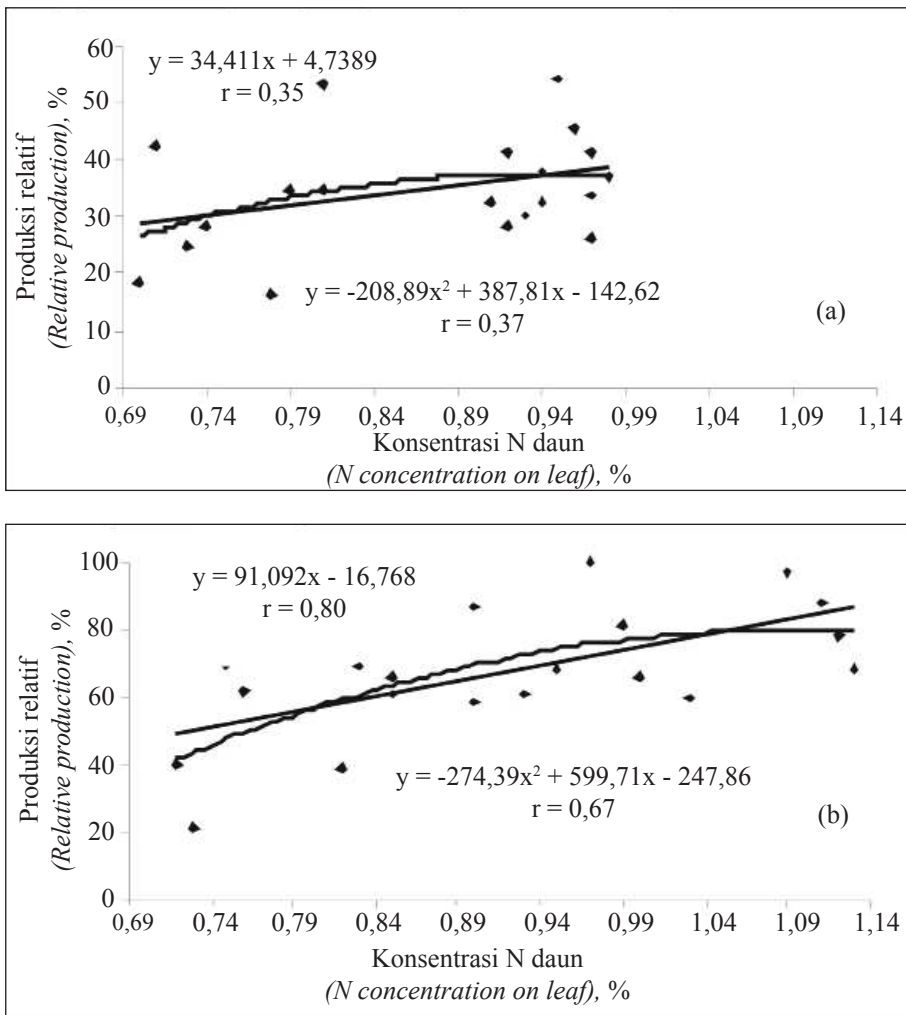 60
50
40
30
20
10
0
Produksi relatif
(Relative production), %
y = 34,411x + 4,7389
r = 0,35
y = -208,89x² + 387,81x - 142,62
r = 0,37
(a)
0,69 0,74 0,79 0,84 0,89 0,94 0,99 1,04 1,09 1,14
Konsentrasi N daun
(N concentration on leaf), %
100
80
60
40
20
0
Produksi relatif
(Relative production), %
y = 91,092x - 16,768
r = 0,80
y = -274,39x² + 599,71x - 247,86
r = 0,67
(b)
0,69 0,74 0,79 0,84 0,89 0,94 0,99 1,04 1,09 1,14
Konsentrasi N daun
(N concentration on leaf), %